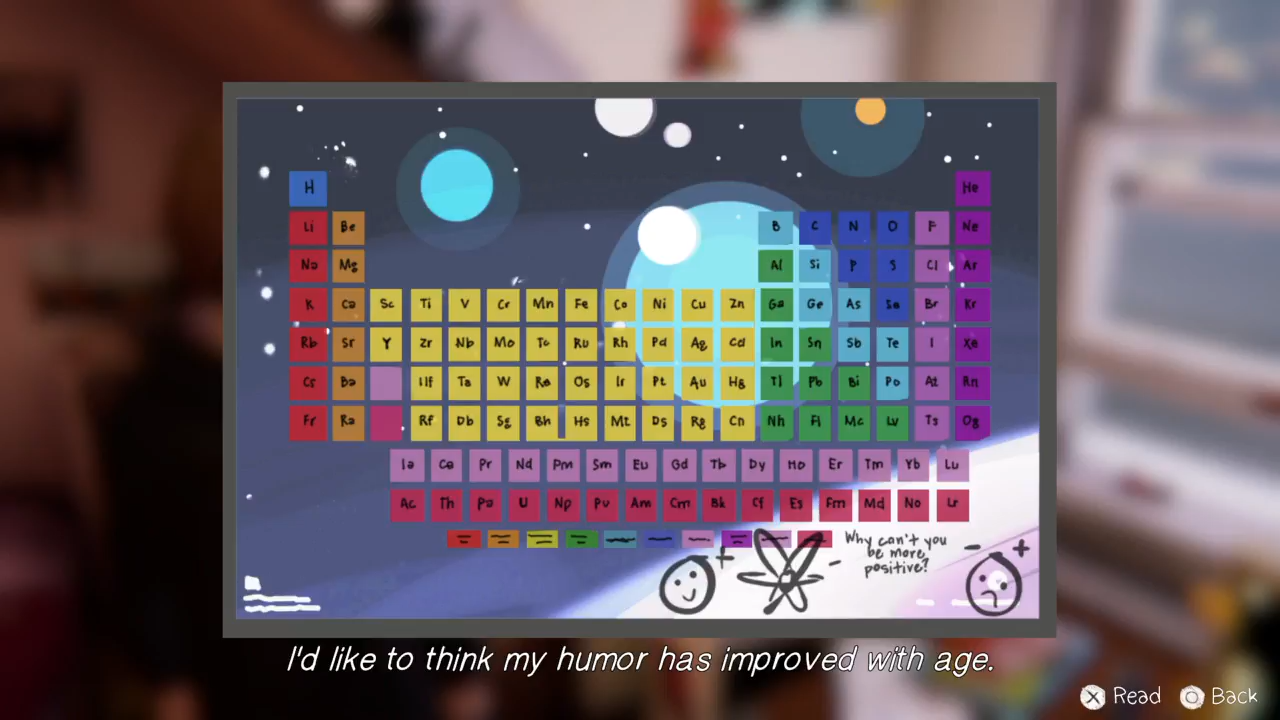 H He
Li Be B C N O F Ne
Na Mg Al Si P S Cl Ar
K Ca Sc Ti V Cr Mn Fe Co Ni Cu Zn Ga Ge As Se Br Kr
Rb Sr Y Zr Nb Mo Tc Ru Rh Pd Ag Cd In Sn Sb Te I Xe
Cs Ba Hf Ta W Re Os Ir Pt Au Hg Tl Pb Bi Po At Rn
Fr Ra Rf Db Sg Bh Hs Mt Ds Rg Cn Nh Fl Mc Lv Ts Og
la Ce Pr Nd Pm Sm Eu Gd Tb Dy Ho Er Tm Yb Lu
Ac Th Pa U Np Pu Am Cm Bk Cf Es Fm Md No Lr
Why can't you
be more
positive?
+ - - +
I'd like to think my humor has improved with age.
X Read O Back